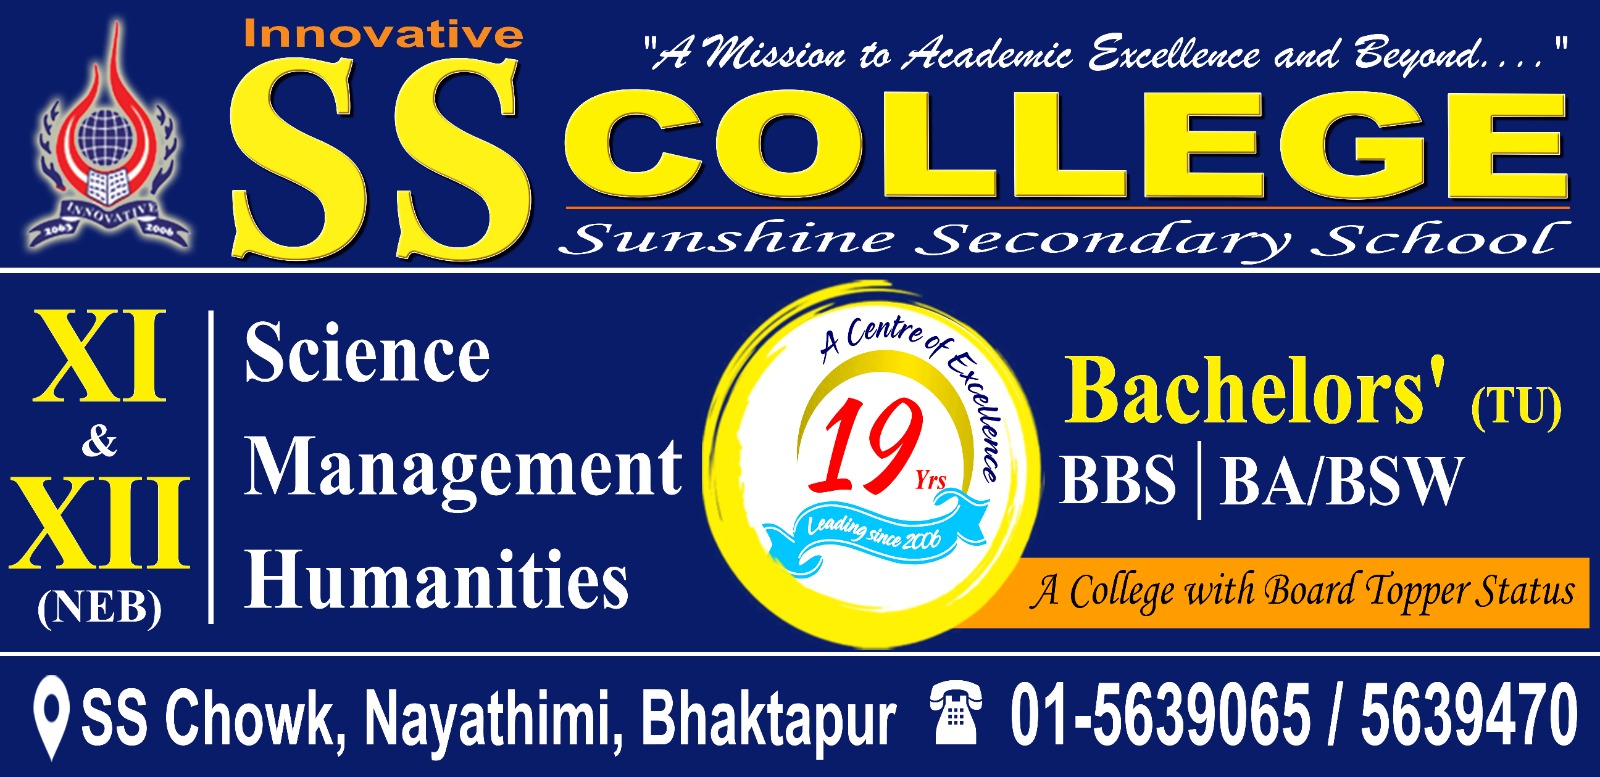 Innovative
SS COLLEGE
"A Mission to Academic Excellence and Beyond...."
Sunshine Secondary School
INNOVATIVE
2063 2006
XI
&
XII
(NEB)
Science
Management
Humanities
A Centre of Excellence
19 Yrs
Leading since 2006
Bachelors' (TU)
BBS | BA/BSW
A College with Board Topper Status
SS Chowk, Nayathimi, Bhaktapur
01-5639065 / 5639470